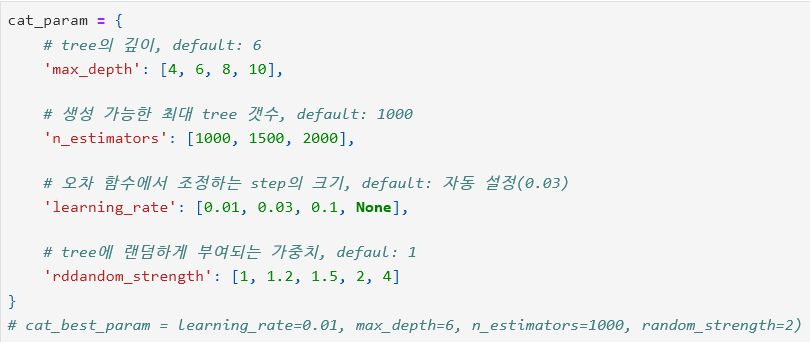 cat_param = {
# tree의 깊이, default: 6
'max_depth': [4, 6, 8, 10],
# 생성 가능한 최대 tree 갯수, default: 1000
'n_estimators': [1000, 1500, 2000],
# 오차 함수에서 조정하는 step의 크기, default: 자동 설정(0.03)
'learning_rate': [0.01, 0.03, 0.1, None],
# tree에 랜덤하게 부여되는 가중치, defaul: 1
'rddandom_strength': [1, 1.2, 1.5, 2, 4]
}
# cat_best_param = learning_rate=0.01, max_depth=6, n_estimators=1000, random_strength=2)